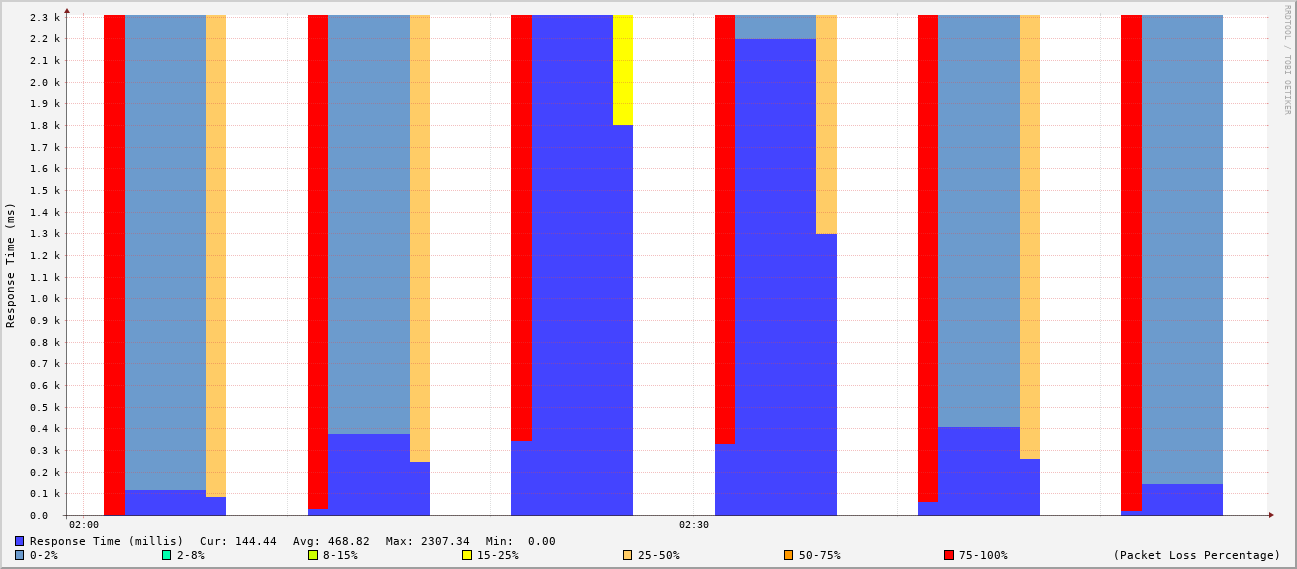 RRDTOOL / TOBI OETIKER
Response Time (ms)
2.3 k
2.2 k
2.1 k
2.0 k
1.9 k
1.8 k
1.7 k
1.6 k
1.5 k
1.4 k
1.3 k
1.2 k
1.1 k
1.0 k
0.9 k
0.8 k
0.7 k
0.6 k
0.5 k
0.4 k
0.3 k
0.2 k
0.1 k
0.0
02:00 02:30
Response Time (millis) Cur: 144.44 Avg: 468.82 Max: 2307.34 Min: 0.00
0-2% 2-8% 8-15% 15-25% 25-50% 50-75% 75-100% (Packet Loss Percentage)